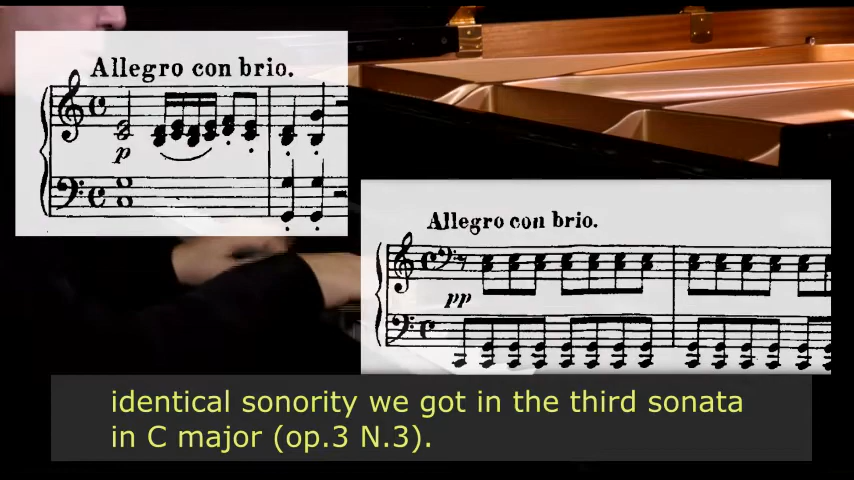 Allegro con brio.
p
Allegro con brio.
pp
identical sonority we got in the third sonata
in C major (op.3 N.3).